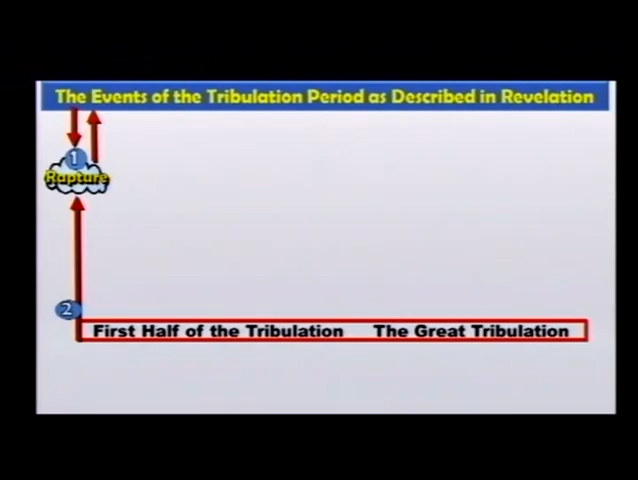 The Events of the Tribulation Period as Described in Revelation
1
Rapture
2
First Half of the Tribulation The Great Tribulation